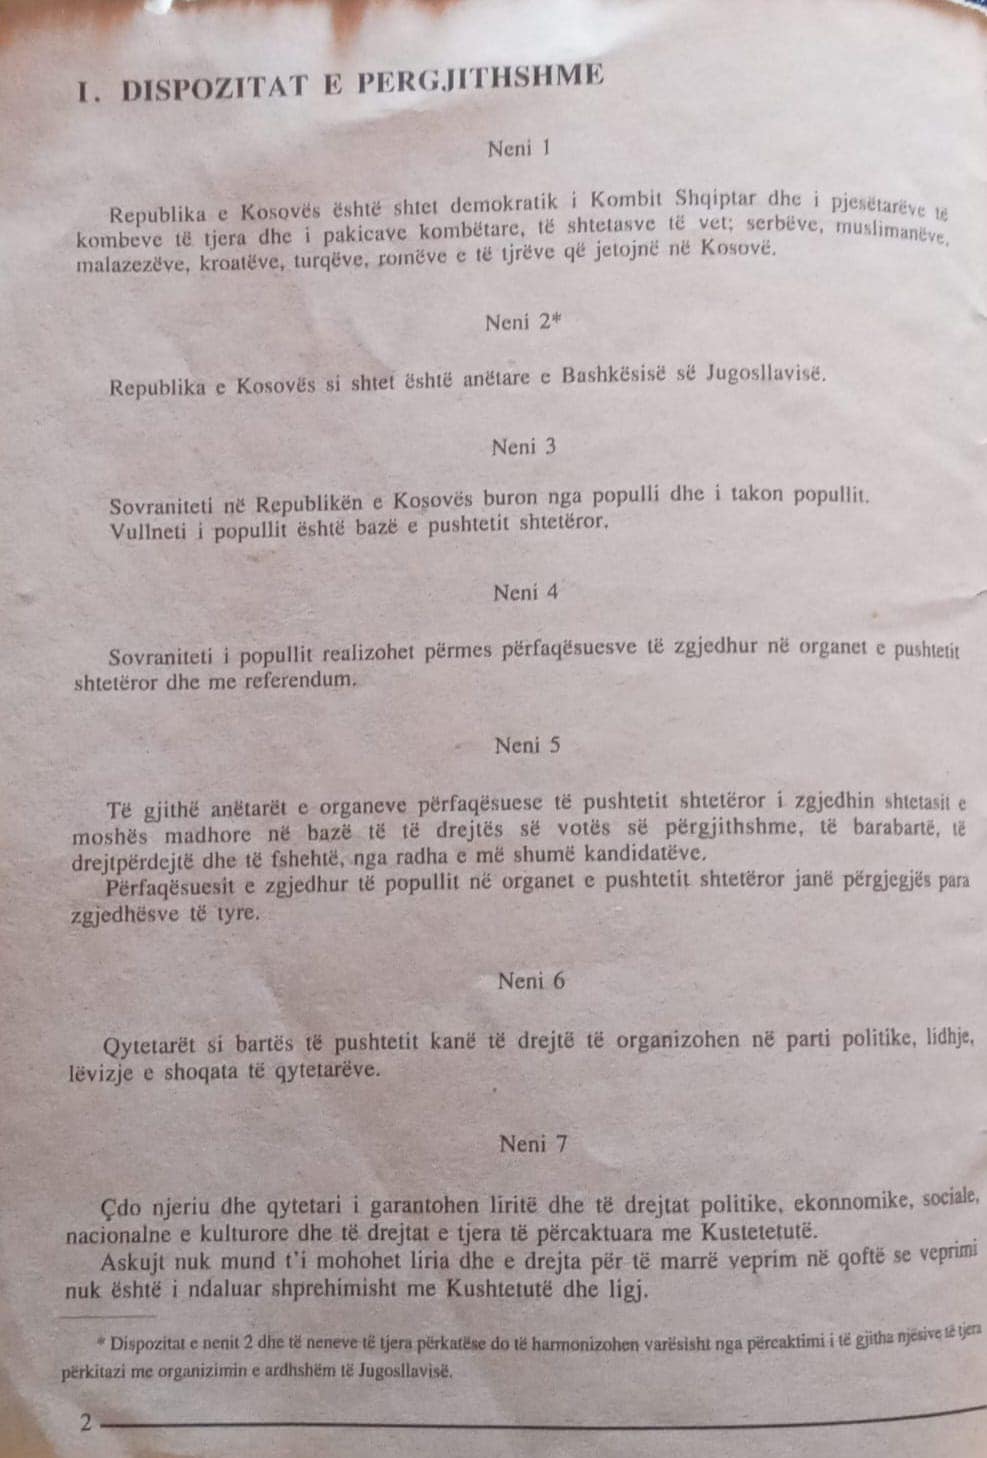 I. DISPOZITAT E PERGJITHSHME
Neni 1
Republika e Kosovës është shtet demokratik i Kombit Shqiptar dhe i pjesëtarëve të
kombeve të tjera dhe i pakicave kombëtare, të shtetasve të vet; serbëve, muslimanëve,
malazezëve, kroatëve, turqëve, romëve e të tjrëve që jetojnë në Kosovë.
Neni 2*
Republika e Kosovës si shtet është anëtare e Bashkësisë së Jugosllavisë.
Neni 3
Sovraniteti në Republikën e Kosovës buron nga populli dhe i takon popullit.
Vullneti i popullit është bazë e pushtetit shtetëror.
Neni 4
Sovraniteti i popullit realizohet përmes përfaqësuesve të zgjedhur në organet e pushtetit
shtetëror dhe me referendum.
Neni 5
Të gjithë anëtarët e organeve përfaqësuese të pushtetit shtetëror i zgjedhin shtetasit e
moshës madhore në bazë të të drejtës së votës së përgjithshme, të barabartë, të
drejtpërdejtë dhe të fshehtë, nga radha e më shumë kandidatëve.
Përfaqësuesit e zgjedhur të popullit në organet e pushtetit shtetëror janë përgjegjës para
zgjedhësve të tyre.
Neni 6
Qytetarët si bartës të pushtetit kanë të drejtë të organizohen në parti politike, lidhje,
lëvizje e shoqata të qytetarëve.
Neni 7
Çdo njeriu dhe qytetari i garantohen liritë dhe të drejtat politike, ekonnomike, sociale,
nacionalne e kulturore dhe të drejtat e tjera të përcaktuara me Kustetetutë.
Askujt nuk mund t'i mohohet liria dhe e drejta për të marrë veprim në qoftë se veprimi
nuk është i ndaluar shprehimisht me Kushtetutë dhe ligj.
* Dispozitat e nenit 2 dhe të neneve të tjera përkatëse do të harmonizohen varësisht nga përcaktimi i të gjitha njësive të tjera
përkitazi me organizimin e ardhshëm të Jugosllavisë.
2